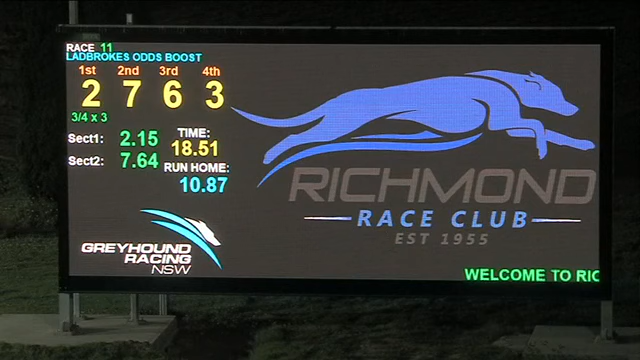 RACE 11
LADBROKES ODDS BOOST
1st 2nd 3rd 4th
2 7 6 3
3/4 x 3
Sect1: 2.15
Sect2: 7.64
TIME:
18.51
RUN HOME:
10.87
GREYHOUND
RACING
NSW
RICHMOND
RACE CLUB
EST 1955
WELCOME TO RIC